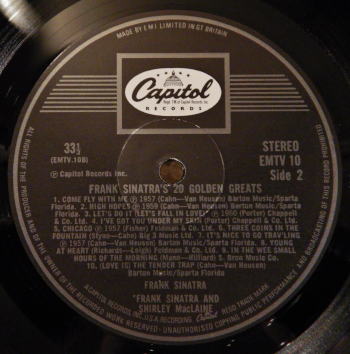 MADE BY EMI LIMITED IN GT BRITAIN
Capitol
RECORDS
33⅓
(EMTV.10B)
Ⓟ Capitol Records Inc.
STEREO
EMTV 10
Side 2
FRANK SINATRA'S 20 GOLDEN GREATS
1. COME FLY WITH ME Ⓟ 1957 (Cahn—Van Heusen) Barton Music/Sparta
Florida 2. HIGH HOPES Ⓟ 1959 (Cahn—Van Heusen) Barton Music/Sparta
Florida 3. LET'S DO IT (LET'S FALL IN LOVE) Ⓟ 1960 (Porter) Chappell
& Co. Ltd. 4. I'VE GOT YOU UNDER MY SKIN (Porter) Chappell & Co. Ltd.
5. CHICAGO Ⓟ 1957 (Fisher) Feldman & Co. Ltd. 6. THREE COINS IN THE
FOUNTAIN (Styne—Cahn) Big 3 Music Ltd. 7. IT'S NICE TO GO TRAV'LING
Ⓟ 1957 (Cahn—Van Heusen) Barton Music/Sparta Florida 8. YOUNG
AT HEART (Richards—Leigh) Feldman & Co. Ltd. 9. IN THE WEE SMALL
HOURS OF THE MORNING (Mann—Hilliard) Bros Music Co.
10. (LOVE IS) THE TENDER TRAP (Cahn—Van Heusen)
Barton Music/Sparta Florida
FRANK SINATRA
*FRANK SINATRA AND
SHIRLEY MacLAINE
ALL RIGHTS OF THE PRODUCER AND OF THE OWNER OF THE RECORDED WORK RESERVED
UNAUTHORISED COPYING PUBLIC PERFORMANCE
CAPITOL RECORDS, INC. U.S.A. RECORDING
REGD TRADE MARK